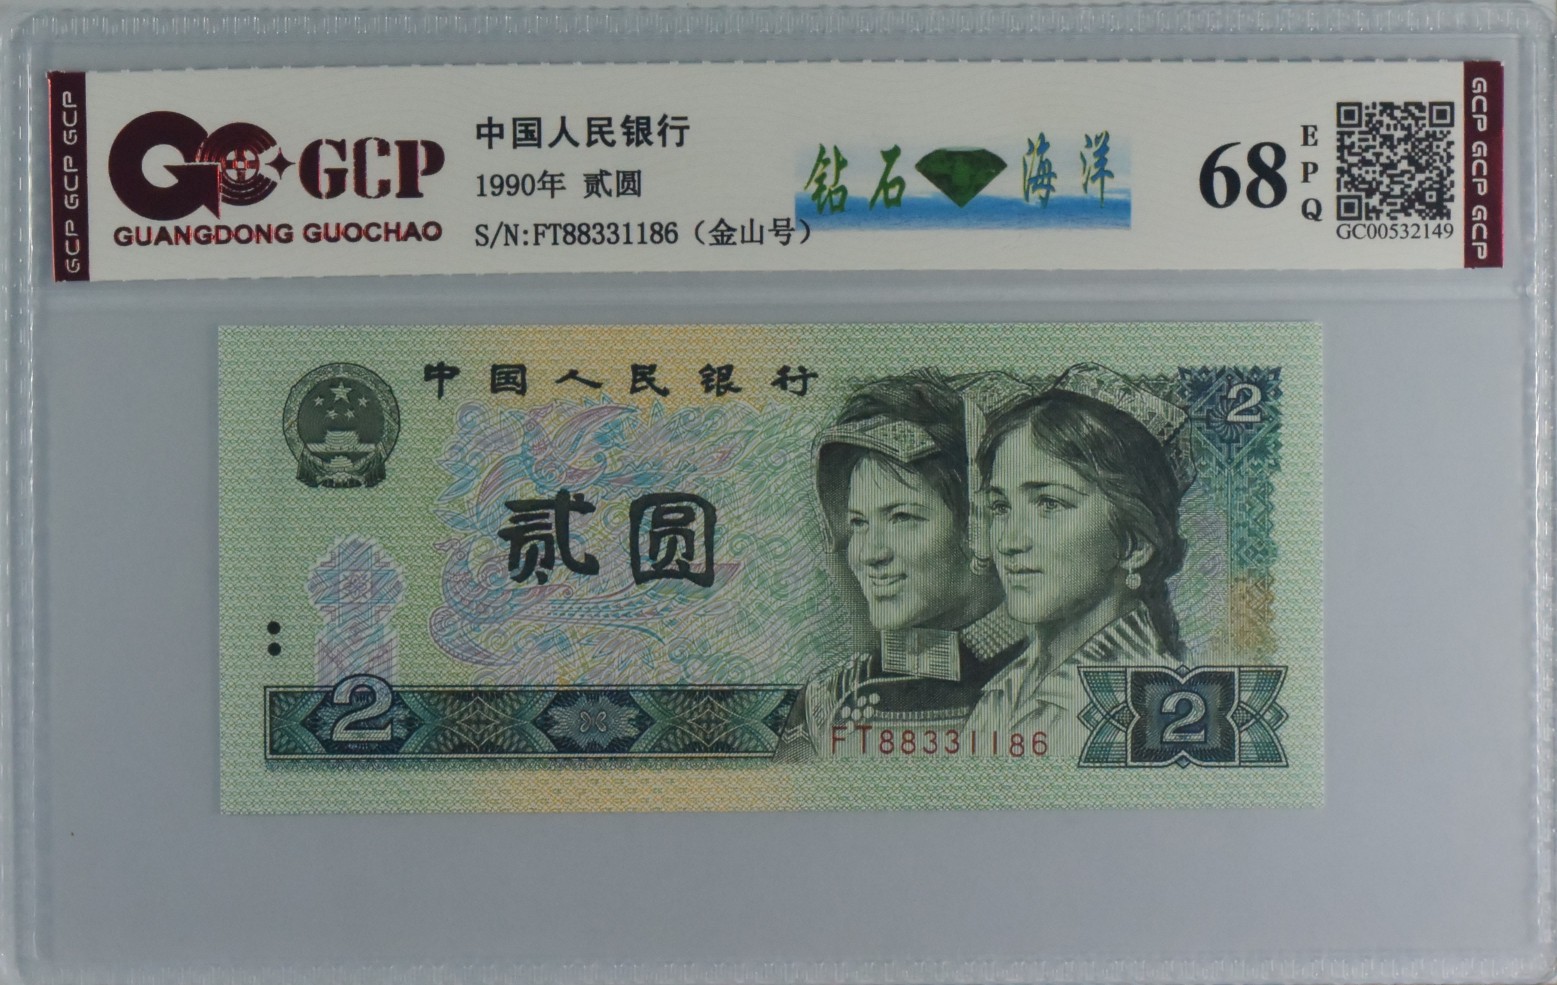 GCP GCP GCP
GCP
GUANGDONG GUOCHAO
中国人民银行
1990年 贰圆
S/N:FT88331186（金山号）
钻石 海洋
68
EPQ
GC00532149
GCP GCP GCP
中国人民银行
2
贰圆
2
2
FT88331186